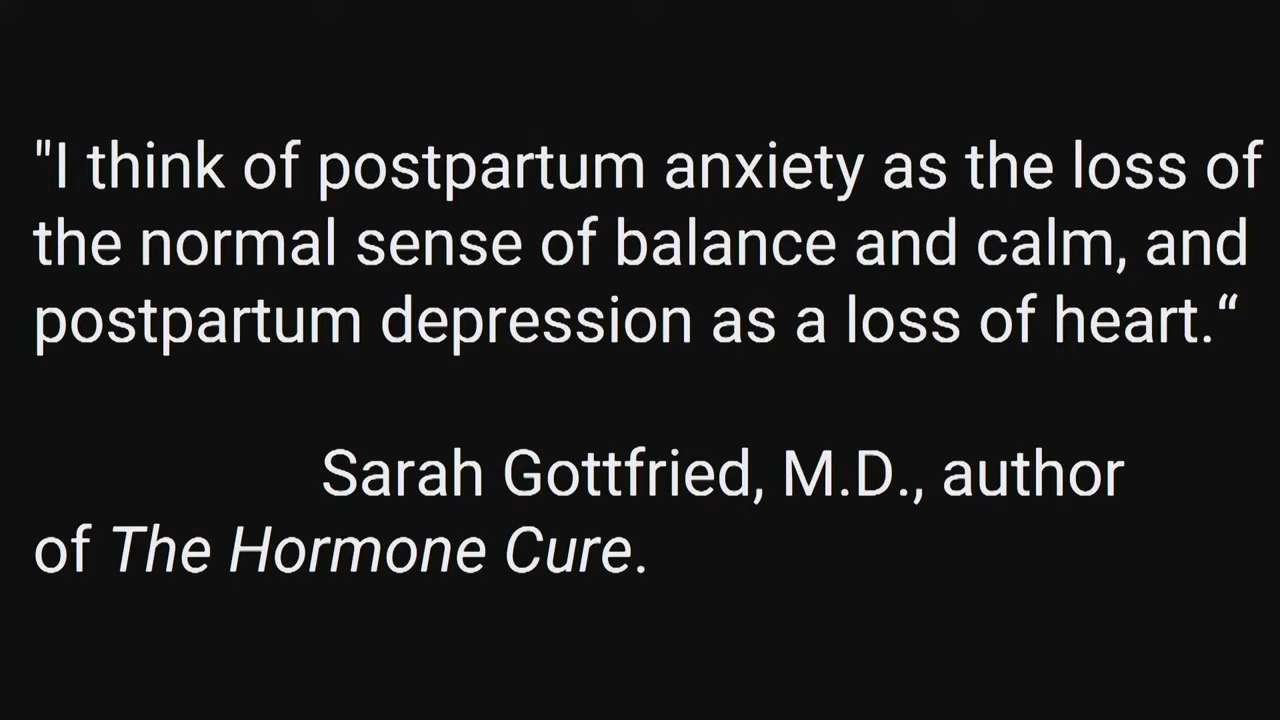 "I think of postpartum anxiety as the loss of
the normal sense of balance and calm, and
postpartum depression as a loss of heart.“
Sarah Gottfried, M.D., author
of The Hormone Cure.